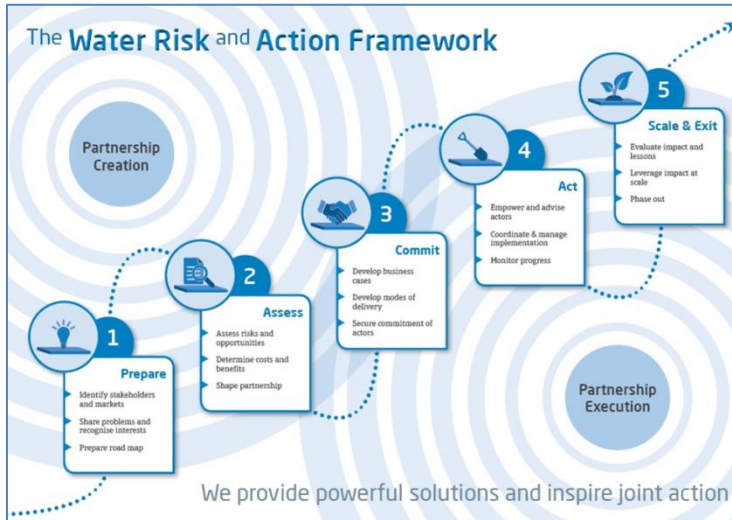 The Water Risk and Action Framework
Partnership
Creation
1
Prepare
Identify stakeholders
and markets
Share problems and
recognise interests
Prepare road map
2
Assess
Assess risks and
opportunities
Determine costs and
benefits
Shape partnership
3
Commit
Develop business
cases
Develop modes of
delivery
Secure commitment of
actors
4
Act
Empower and advise
actors
Coordinate & manage
implementation
Monitor progress
5
Scale & Exit
Evaluate impact and
lessons
Leverage impact at
scale
Phase out
Partnership
Execution
We provide powerful solutions and inspire joint action